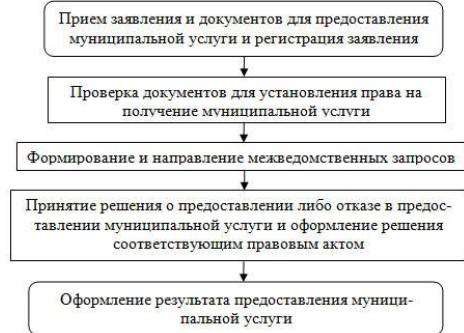 Прием заявления и документов для предоставления
муниципальной услуги и регистрация заявления
Проверка документов для установления права на
получение муниципальной услуги
Формирование и направление межведомственных запросов
Принятие решения о предоставлении либо отказе в предос-
тавлении муниципальной услуги и оформление решения
соответствующим правовым актом
Оформление результата предоставления муници-
пальной услуги